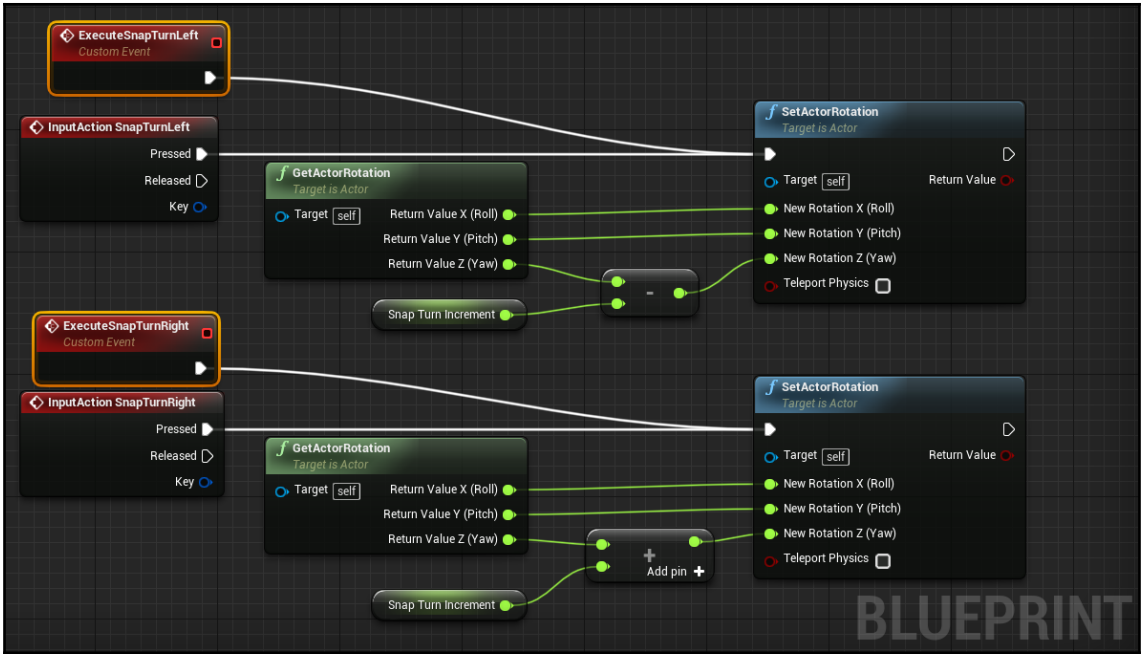 ExecuteSnapTurnLeft
Custom Event
InputAction SnapTurnLeft
Pressed
Released
Key
f GetActorRotation
Target is Actor
Target self Return Value X (Roll)
Return Value Y (Pitch)
Return Value Z (Yaw)
Snap Turn Increment
-
f SetActorRotation
Target is Actor
Target self Return Value
New Rotation X (Roll)
New Rotation Y (Pitch)
New Rotation Z (Yaw)
Teleport Physics
ExecuteSnapTurnRight
Custom Event
InputAction SnapTurnRight
Pressed
Released
Key
f GetActorRotation
Target is Actor
Target self Return Value X (Roll)
Return Value Y (Pitch)
Return Value Z (Yaw)
Snap Turn Increment
+
Add pin +
f SetActorRotation
Target is Actor
Target self Return Value
New Rotation X (Roll)
New Rotation Y (Pitch)
New Rotation Z (Yaw)
Teleport Physics
BLUEPRINT